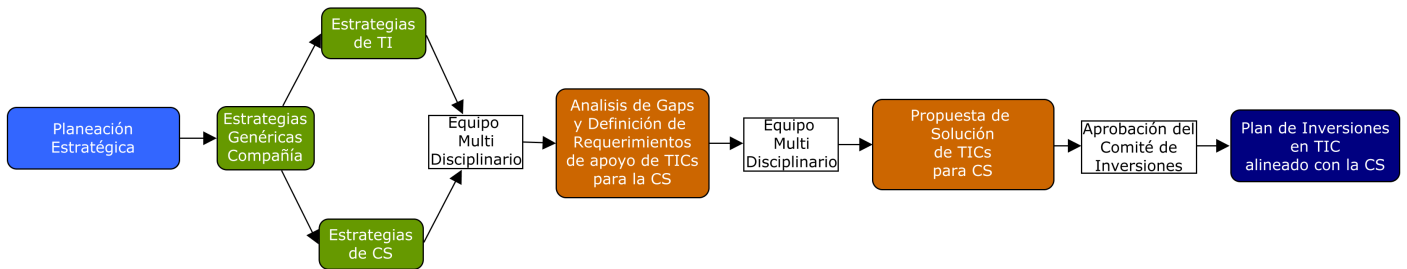 Planeación
Estratégica
Estrategias
Genéricas
Compañía
Estrategias
de TI
Estrategias
de CS
Equipo
Multi
Disciplinario
Analisis de Gaps
y Definición de
Requerimientos
de apoyo de TICs
para la CS
Equipo
Multi
Disciplinario
Propuesta de
Solución
de TICs
para CS
Aprobación del
Comité de
Inversiones
Plan de Inversiones
en TIC
alineado con la CS